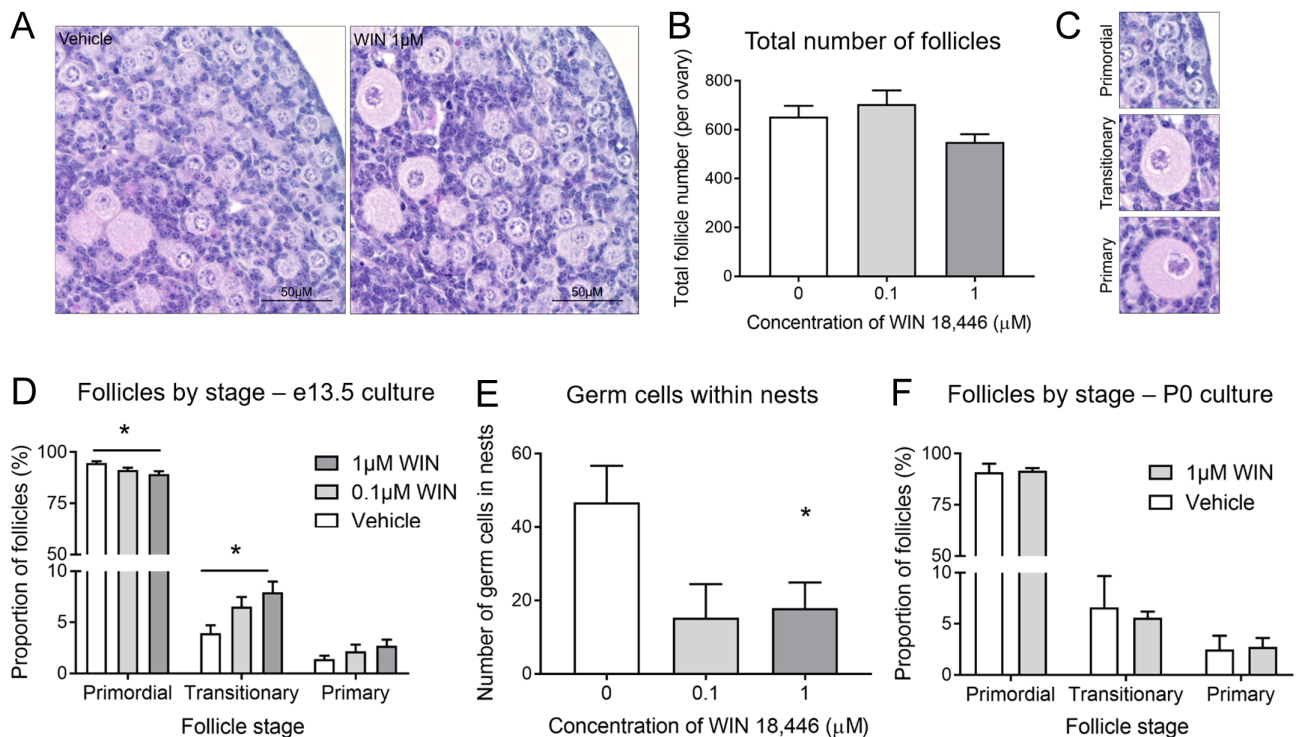 A
Vehicle
50µM
WIN 1µM
50µM
B
Total number of follicles
Total follicle number (per ovary)
800
600
400
200
0
0 0.1 1
Concentration of WIN 18,446 (µM)
C
Primordial
Transitionary
Primary
D
Follicles by stage – e13.5 culture
Proportion of follicles (%)
100
75
50
10
5
0
*
*
1µM WIN
0.1µM WIN
Vehicle
Primordial Transitionary Primary
Follicle stage
E
Germ cells within nests
Number of germ cells in nests
60
40
20
0
*
0 0.1 1
Concentration of WIN 18,446 (µM)
F
Follicles by stage – P0 culture
Proportion of follicles (%)
100
75
50
10
5
0
1µM WIN
Vehicle
Primordial Transitionary Primary
Follicle stage